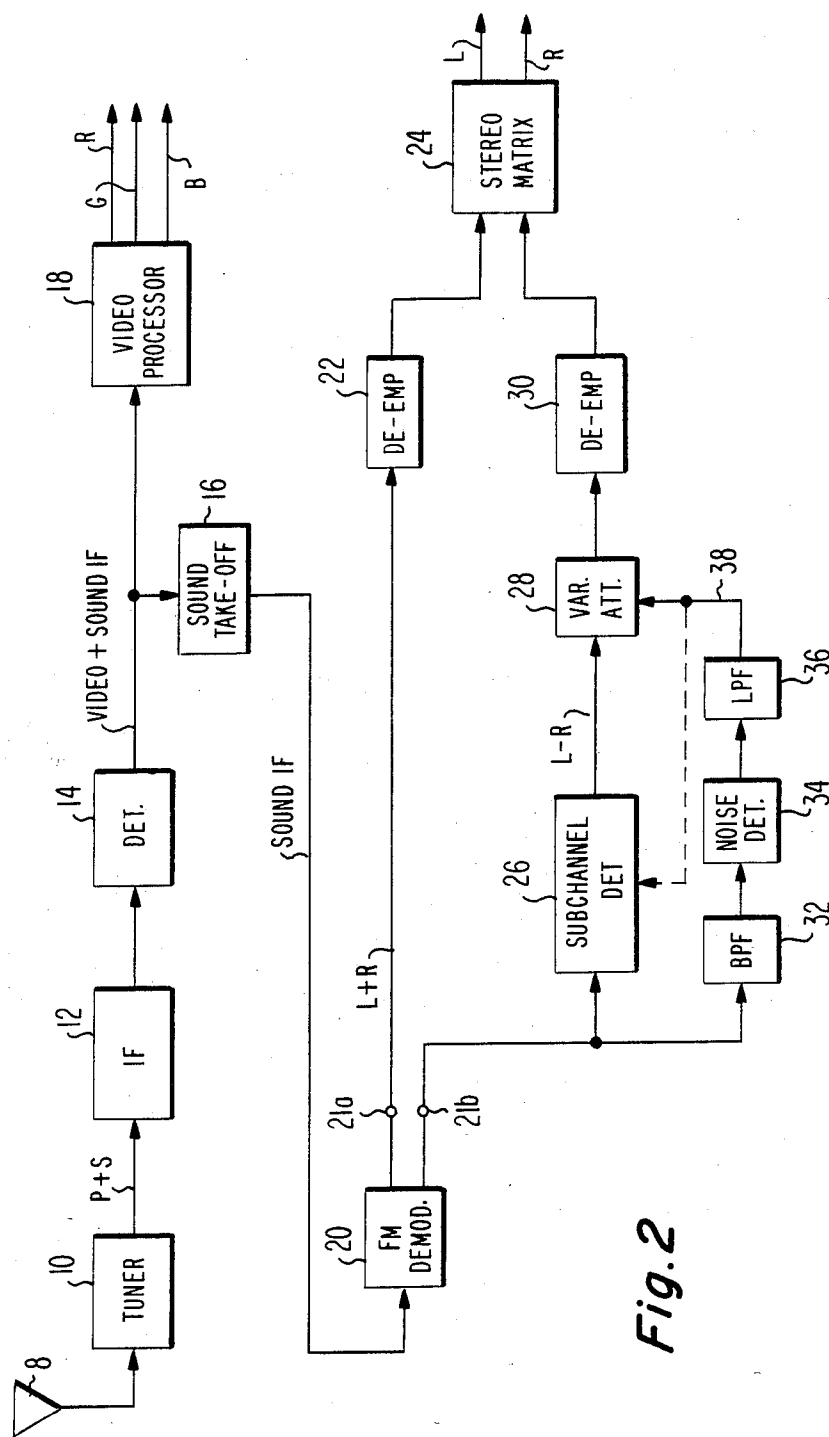 8
10
TUNER
P+S
12
IF
14
DET.
VIDEO + SOUND IF
16
SOUND
TAKE-OFF
18
VIDEO
PROCESSOR
R
G
B
SOUND IF
20
FM
DEMOD.
21a
21b
L+R
22
DE-EMP
24
STEREO
MATRIX
L
R
26
SUBCHANNEL
DET
L-R
28
VAR.
ATT.
30
DE-EMP
32
BPF
34
NOISE
DET.
36
LPF
38
Fig.2